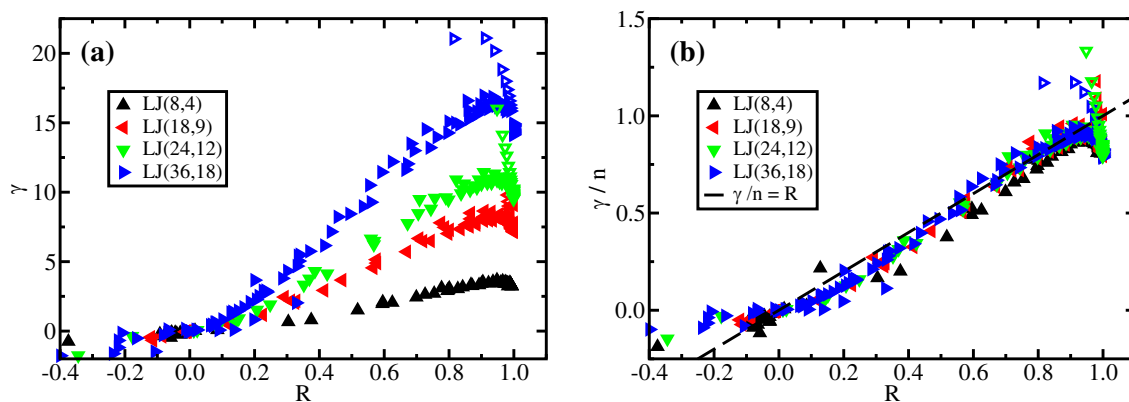 (a)
20
15
10
5
0
γ
LJ(8,4)
LJ(18,9)
LJ(24,12)
LJ(36,18)
-0.4 -0.2 0.0 0.2 0.4 0.6 0.8 1.0
R
(b)
1.5
1.0
0.5
0.0
γ / n
LJ(8,4)
LJ(18,9)
LJ(24,12)
LJ(36,18)
γ /n = R
-0.4 -0.2 0.0 0.2 0.4 0.6 0.8 1.0
R